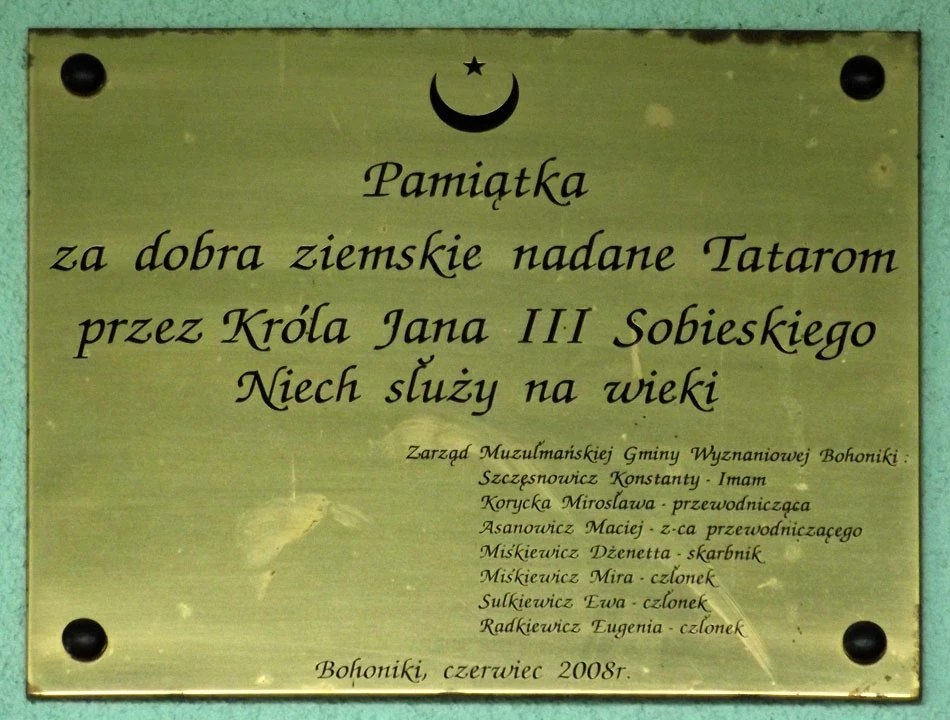 Pamiątka
za dobra ziemskie nadane Tatarom
przez Króla Jana III Sobieskiego
Niech służy na wieki
Zarząd Muzułmańskiej Gminy Wyznaniowej Bohoniki :
Szczęsnowicz Konstanty - Imam
Korycka Mirosława - przewodnicząca
Asanowicz Maciej - z-ca przewodniczącego
Miśkiewicz Dżenetta - skarbnik
Miśkiewicz Mira - członek
Sulkiewicz Ewa - członek
Radkiewicz Eugenia - członek
Bohoniki, czerwiec 2008r.